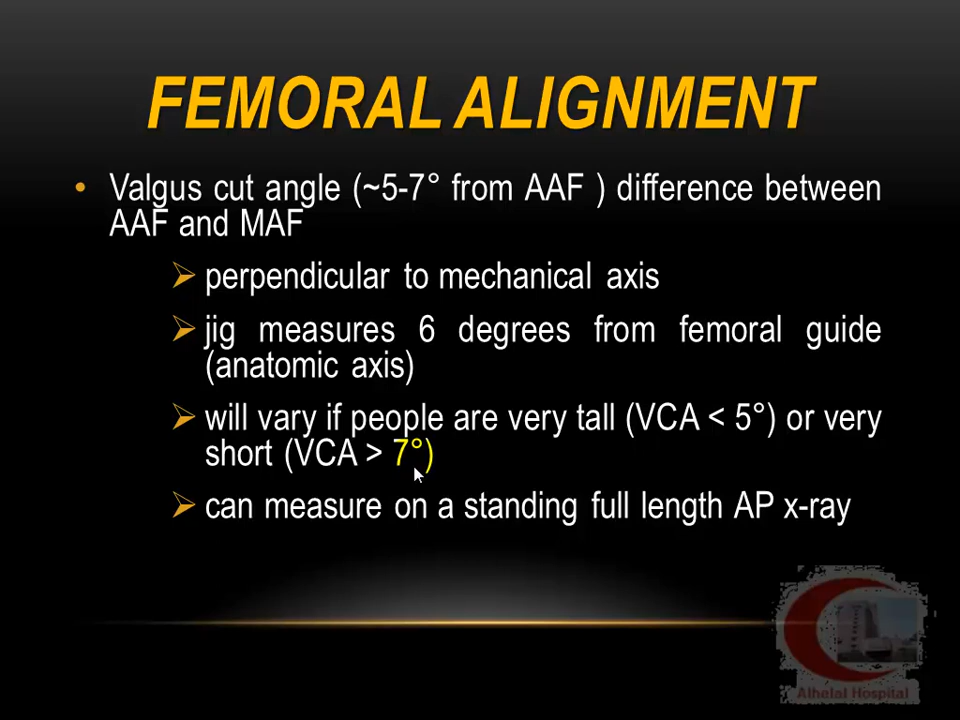 FEMORAL ALIGNMENT
• Valgus cut angle (~5-7° from AAF ) difference between
AAF and MAF
➢ perpendicular to mechanical axis
➢ jig measures 6 degrees from femoral guide
(anatomic axis)
➢ will vary if people are very tall (VCA < 5°) or very
short (VCA > 7°)
➢ can measure on a standing full length AP x-ray
Alhelal Hospital